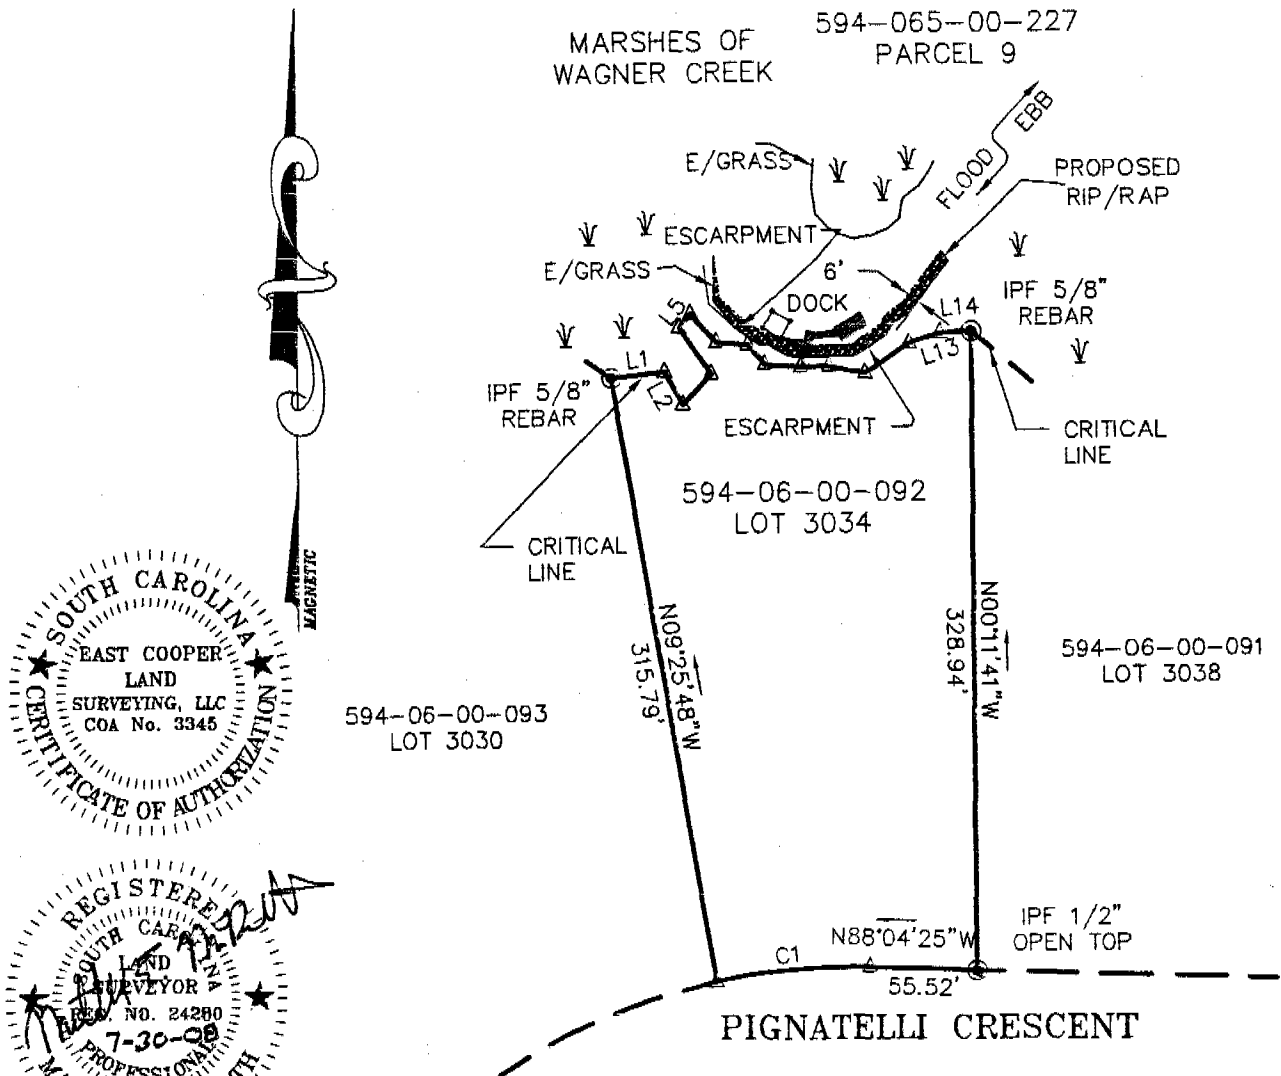 594-065-00-227
PARCEL 9
MARSHES OF
WAGNER CREEK
EBB
FLOOD
E/GRASS
PROPOSED
RIP/RAP
ESCARPMENT
E/GRASS
6'
DOCK
IPF 5/8"
REBAR
L14
L13
L5
L1
L2
IPF 5/8"
REBAR
ESCARPMENT
CRITICAL
LINE
594-06-00-092
LOT 3034
CRITICAL
LINE
MAGNETIC
N09°25'48"W
315.79'
N00°11'41"W
328.94'
594-06-00-091
LOT 3038
594-06-00-093
LOT 3030
SOUTH CAROLINA
EAST COOPER
LAND
SURVEYING, LLC
COA No. 3345
CERITIFICATE OF AUTHORIZATION
REGISTERED
SOUTH CAROLINA
LAND
SURVEYOR
REG. NO. 24280
7-30-08
PROFESSIONAL
IPF 1/2"
OPEN TOP
N88°04'25"W
C1
55.52'
PIGNATELLI CRESCENT